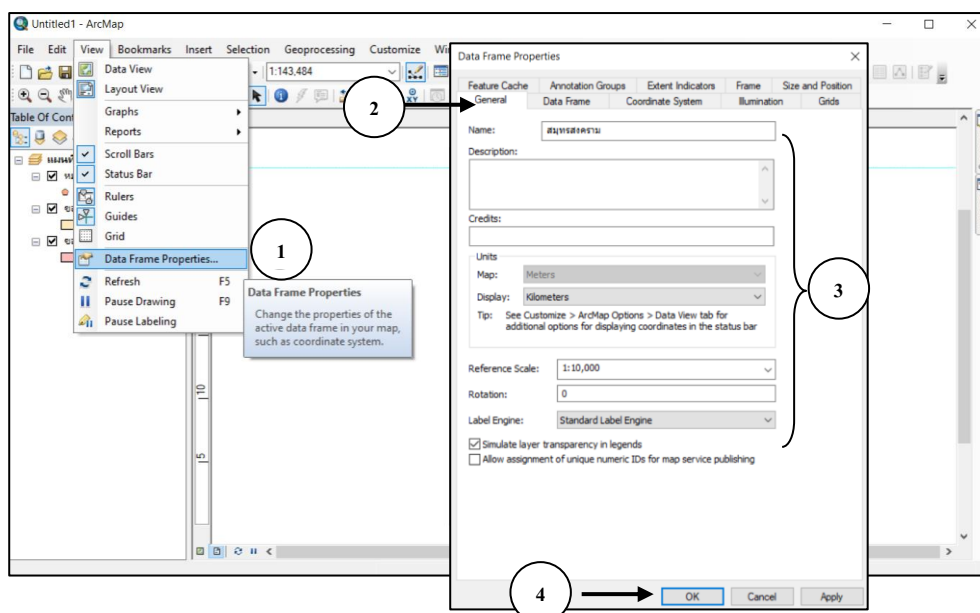 Untitled1 - ArcMap
File Edit View Bookmarks Insert Selection Geoprocessing Customize
1:143,484
Data View
Layout View
Graphs
Reports
Scroll Bars
Status Bar
Rulers
Guides
Grid
Data Frame Properties...
Refresh F5
Pause Drawing F9
Pause Labeling
1
Data Frame Properties
Change the properties of the
active data frame in your map,
such as coordinate system.
10
5
2
Data Frame Properties
Feature Cache Annotation Groups Extent Indicators Frame Size and Position
General Data Frame Coordinate System Illumination Grids
Name: สมุทรสงคราม
Description:
Credits:
Units
Map: Meters
Display: Kilometers
Tip: See Customize > ArcMap Options > Data View tab for
additional options for displaying coordinates in the status bar
Reference Scale: 1:10,000
Rotation: 0
Label Engine: Standard Label Engine
Simulate layer transparency in legends
Allow assignment of unique numeric IDs for map service publishing
3
4
OK Cancel Apply